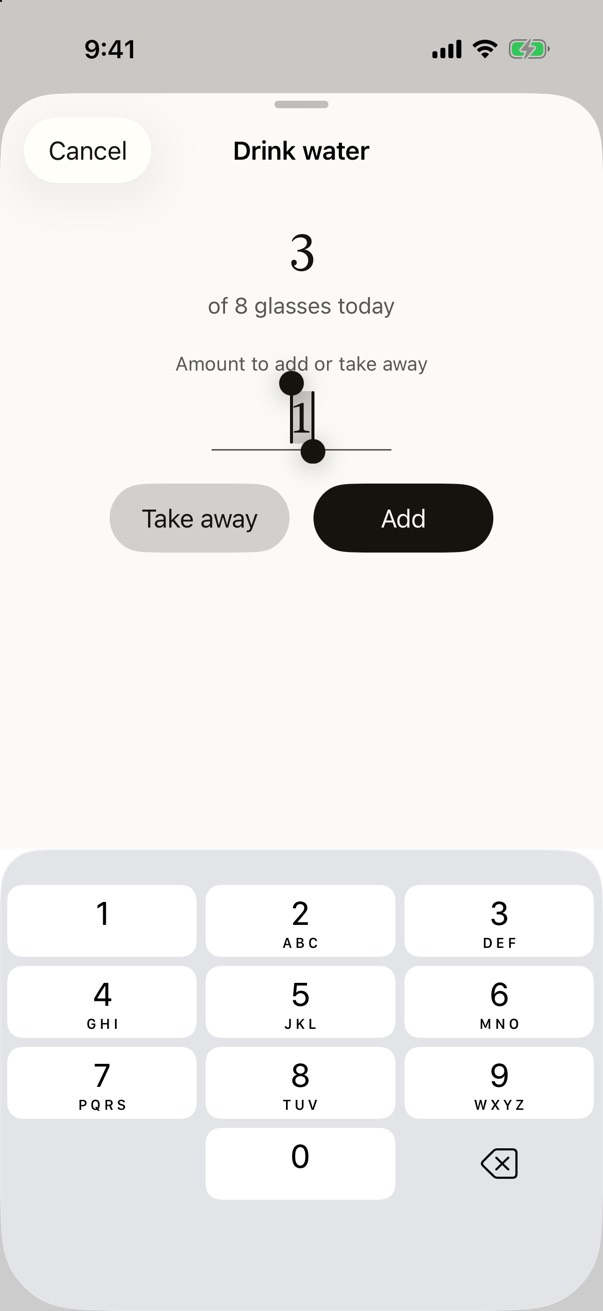 9:41
Cancel
Drink water
3
of 8 glasses today
Amount to add or take away
1
Take away
Add
1
2
ABC
3
DEF
4
GHI
5
JKL
6
MNO
7
PQRS
8
TUV
9
WXYZ
0